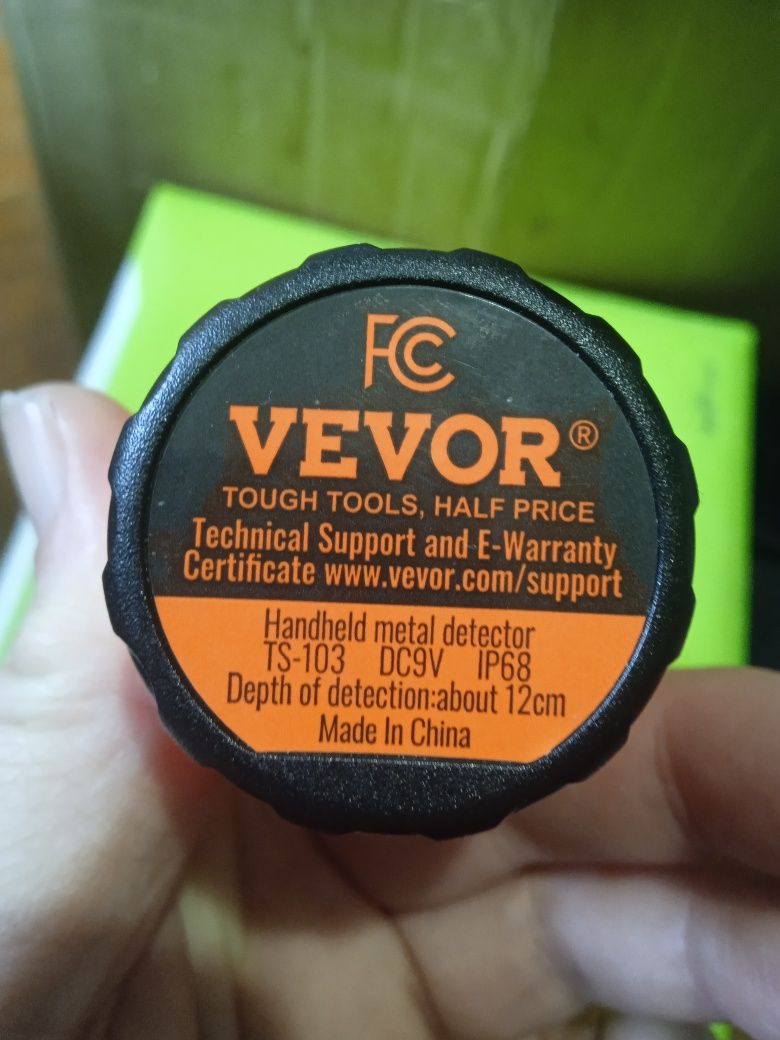 FCC
VEVOR®
TOUGH TOOLS, HALF PRICE
Technical Support and E-Warranty
Certificate www.vevor.com/support
Handheld metal detector
TS-103 DC9V IP68
Depth of detection:about 12cm
Made In China